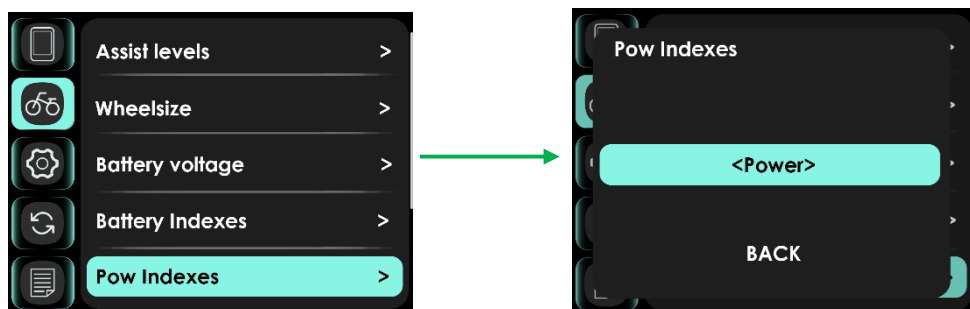 Assist levels >
Wheelsize >
Battery voltage >
Battery Indexes >
Pow Indexes >
Pow Indexes
<Power>
BACK